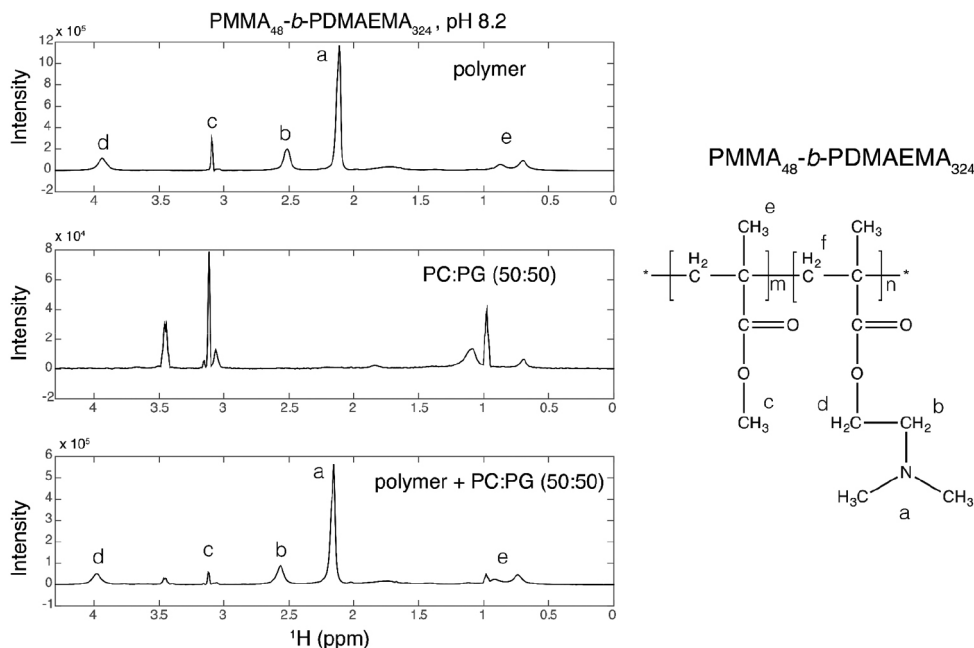 PMMA48-b-PDMAEMA324, pH 8.2
x 10^5
12
10
8
6
4
2
0
-2
Intensity
polymer
d
c
b
a
e
4
3.5
3
2.5
2
1.5
1
0.5
0
x 10^4
8
6
4
2
0
-2
Intensity
PC:PG (50:50)
4
3.5
3
2.5
2
1.5
1
0.5
0
x 10^5
6
5
4
3
2
1
0
-1
Intensity
polymer + PC:PG (50:50)
d
c
b
a
e
4
3.5
3
2.5
2
1.5
1
0.5
0
1H (ppm)
PMMA48-b-PDMAEMA324
e
CH3
f
CH3
*
H2
C
C
m
H2
C
C
n
*
C
O
C
O
O
O
c
CH3
d
H2C
b
CH2
N
H3C
CH3
a